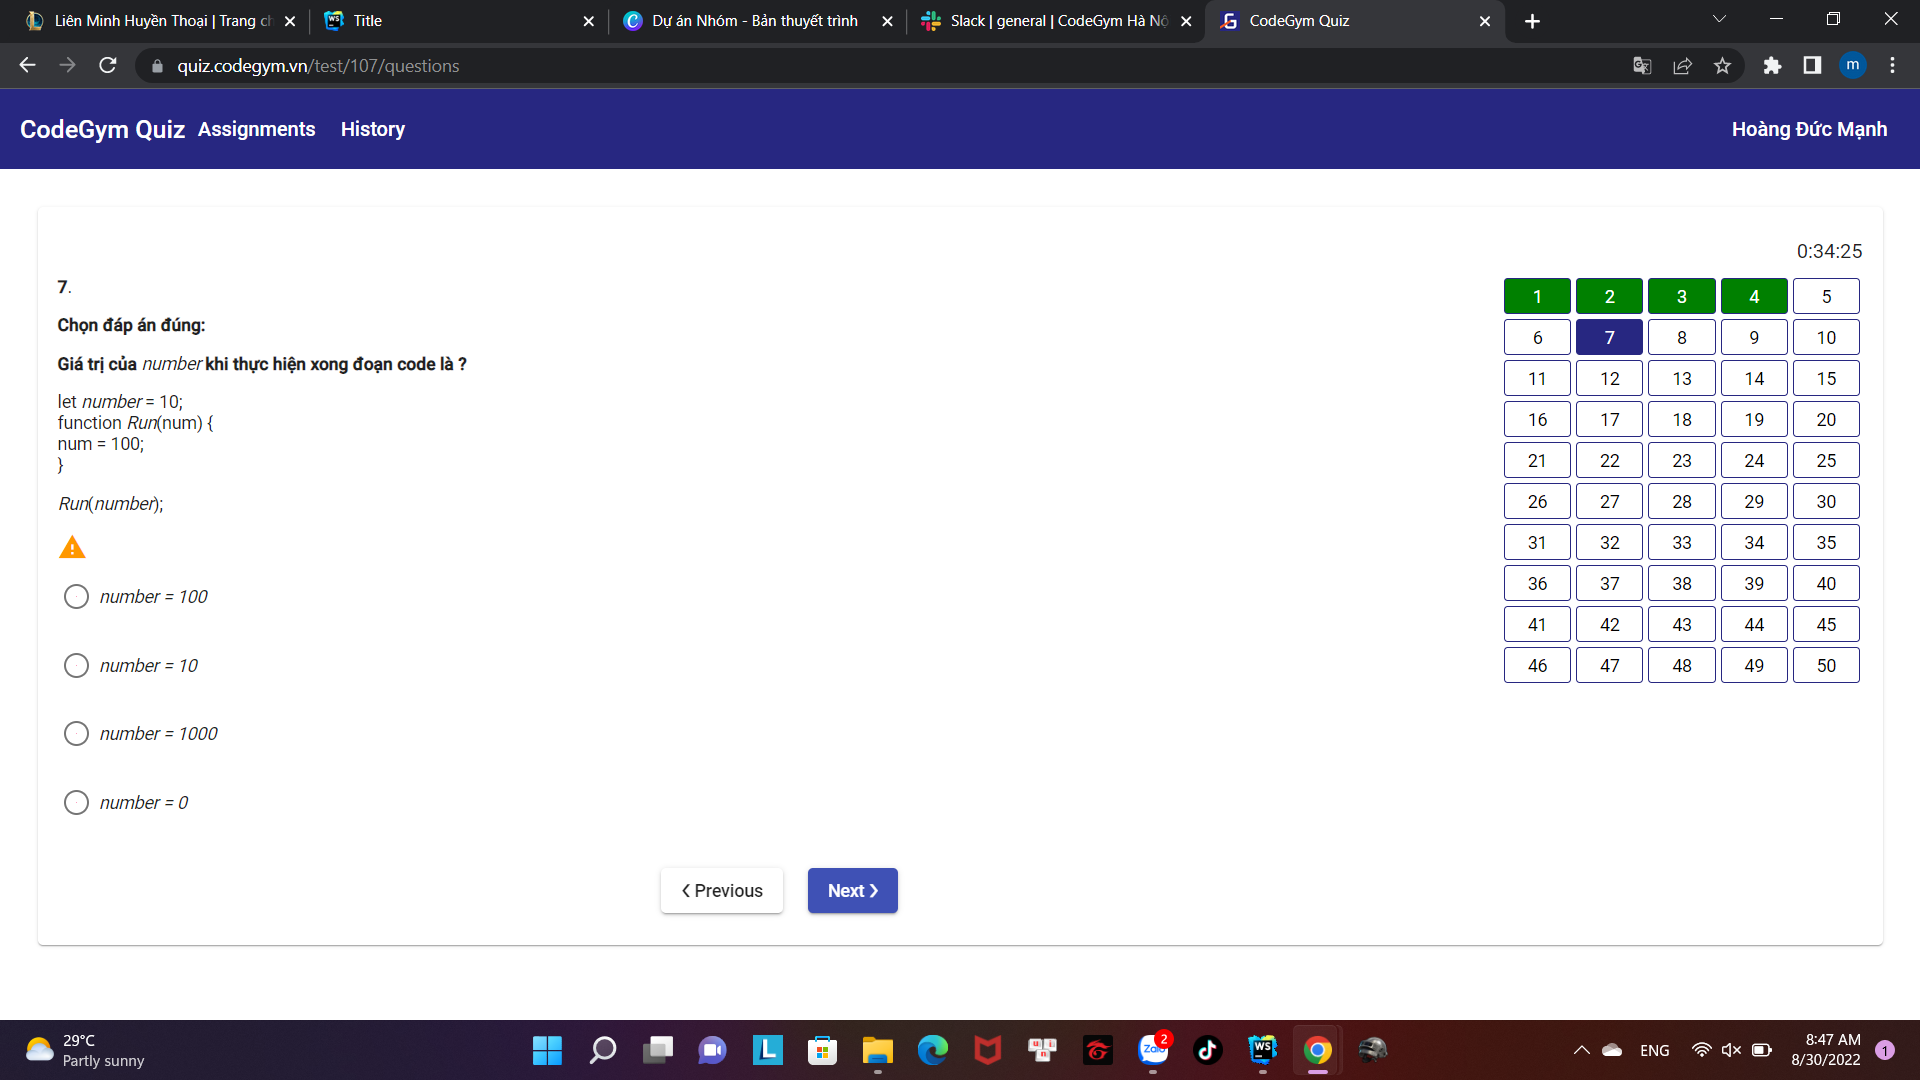 Liên Minh Huyền Thoại | Trang ch
Title
Dự án Nhóm - Bản thuyết trình
Slack | general | CodeGym Hà Nộ
CodeGym Quiz
quiz.codegym.vn/test/107/questions
m
CodeGym Quiz
Assignments
History
Hoàng Đức Mạnh
0:34:25
7.
Chọn đáp án đúng:
Giá trị của number khi thực hiện xong đoạn code là ?
let number = 10;
function Run(num) {
num = 100;
}
Run(number);
number = 100
number = 10
number = 1000
number = 0
Previous
Next
1 2 3 4 5
6 7 8 9 10
11 12 13 14 15
16 17 18 19 20
21 22 23 24 25
26 27 28 29 30
31 32 33 34 35
36 37 38 39 40
41 42 43 44 45
46 47 48 49 50
29°C
Partly sunny
L
Zalo
2
WS
ENG
8:47 AM
8/30/2022
1